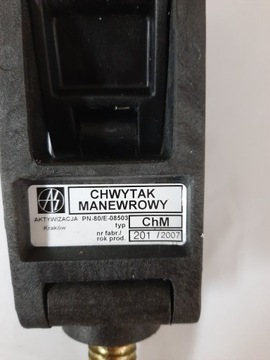 CHWYTAK
MANEWROWY
AKTYWIZACJA PN-80/E-08503
Kraków typ ChM
nr fabr./
rok prod. 201 / 2007